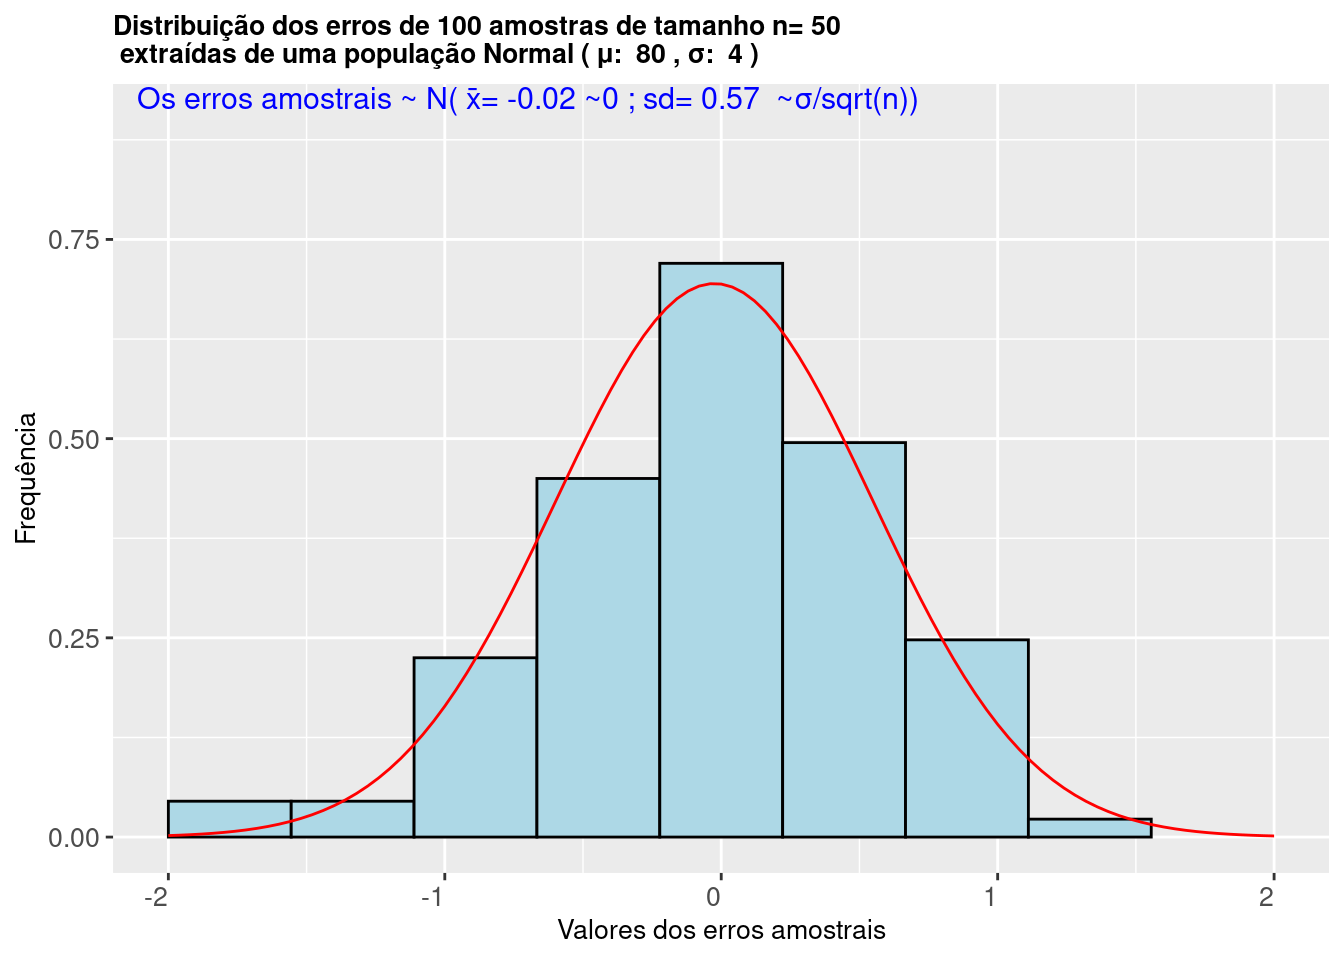 Distribuição dos erros de 100 amostras de tamanho n= 50
extraídas de uma população Normal ( μ:  80 , σ:  4 )
Os erros amostrais ~ N( x̄= -0.02 ~0 ; sd= 0.57  ~σ/sqrt(n))
0.75
0.50
0.25
0.00
Frequência
-2
-1
0
1
2
Valores dos erros amostrais